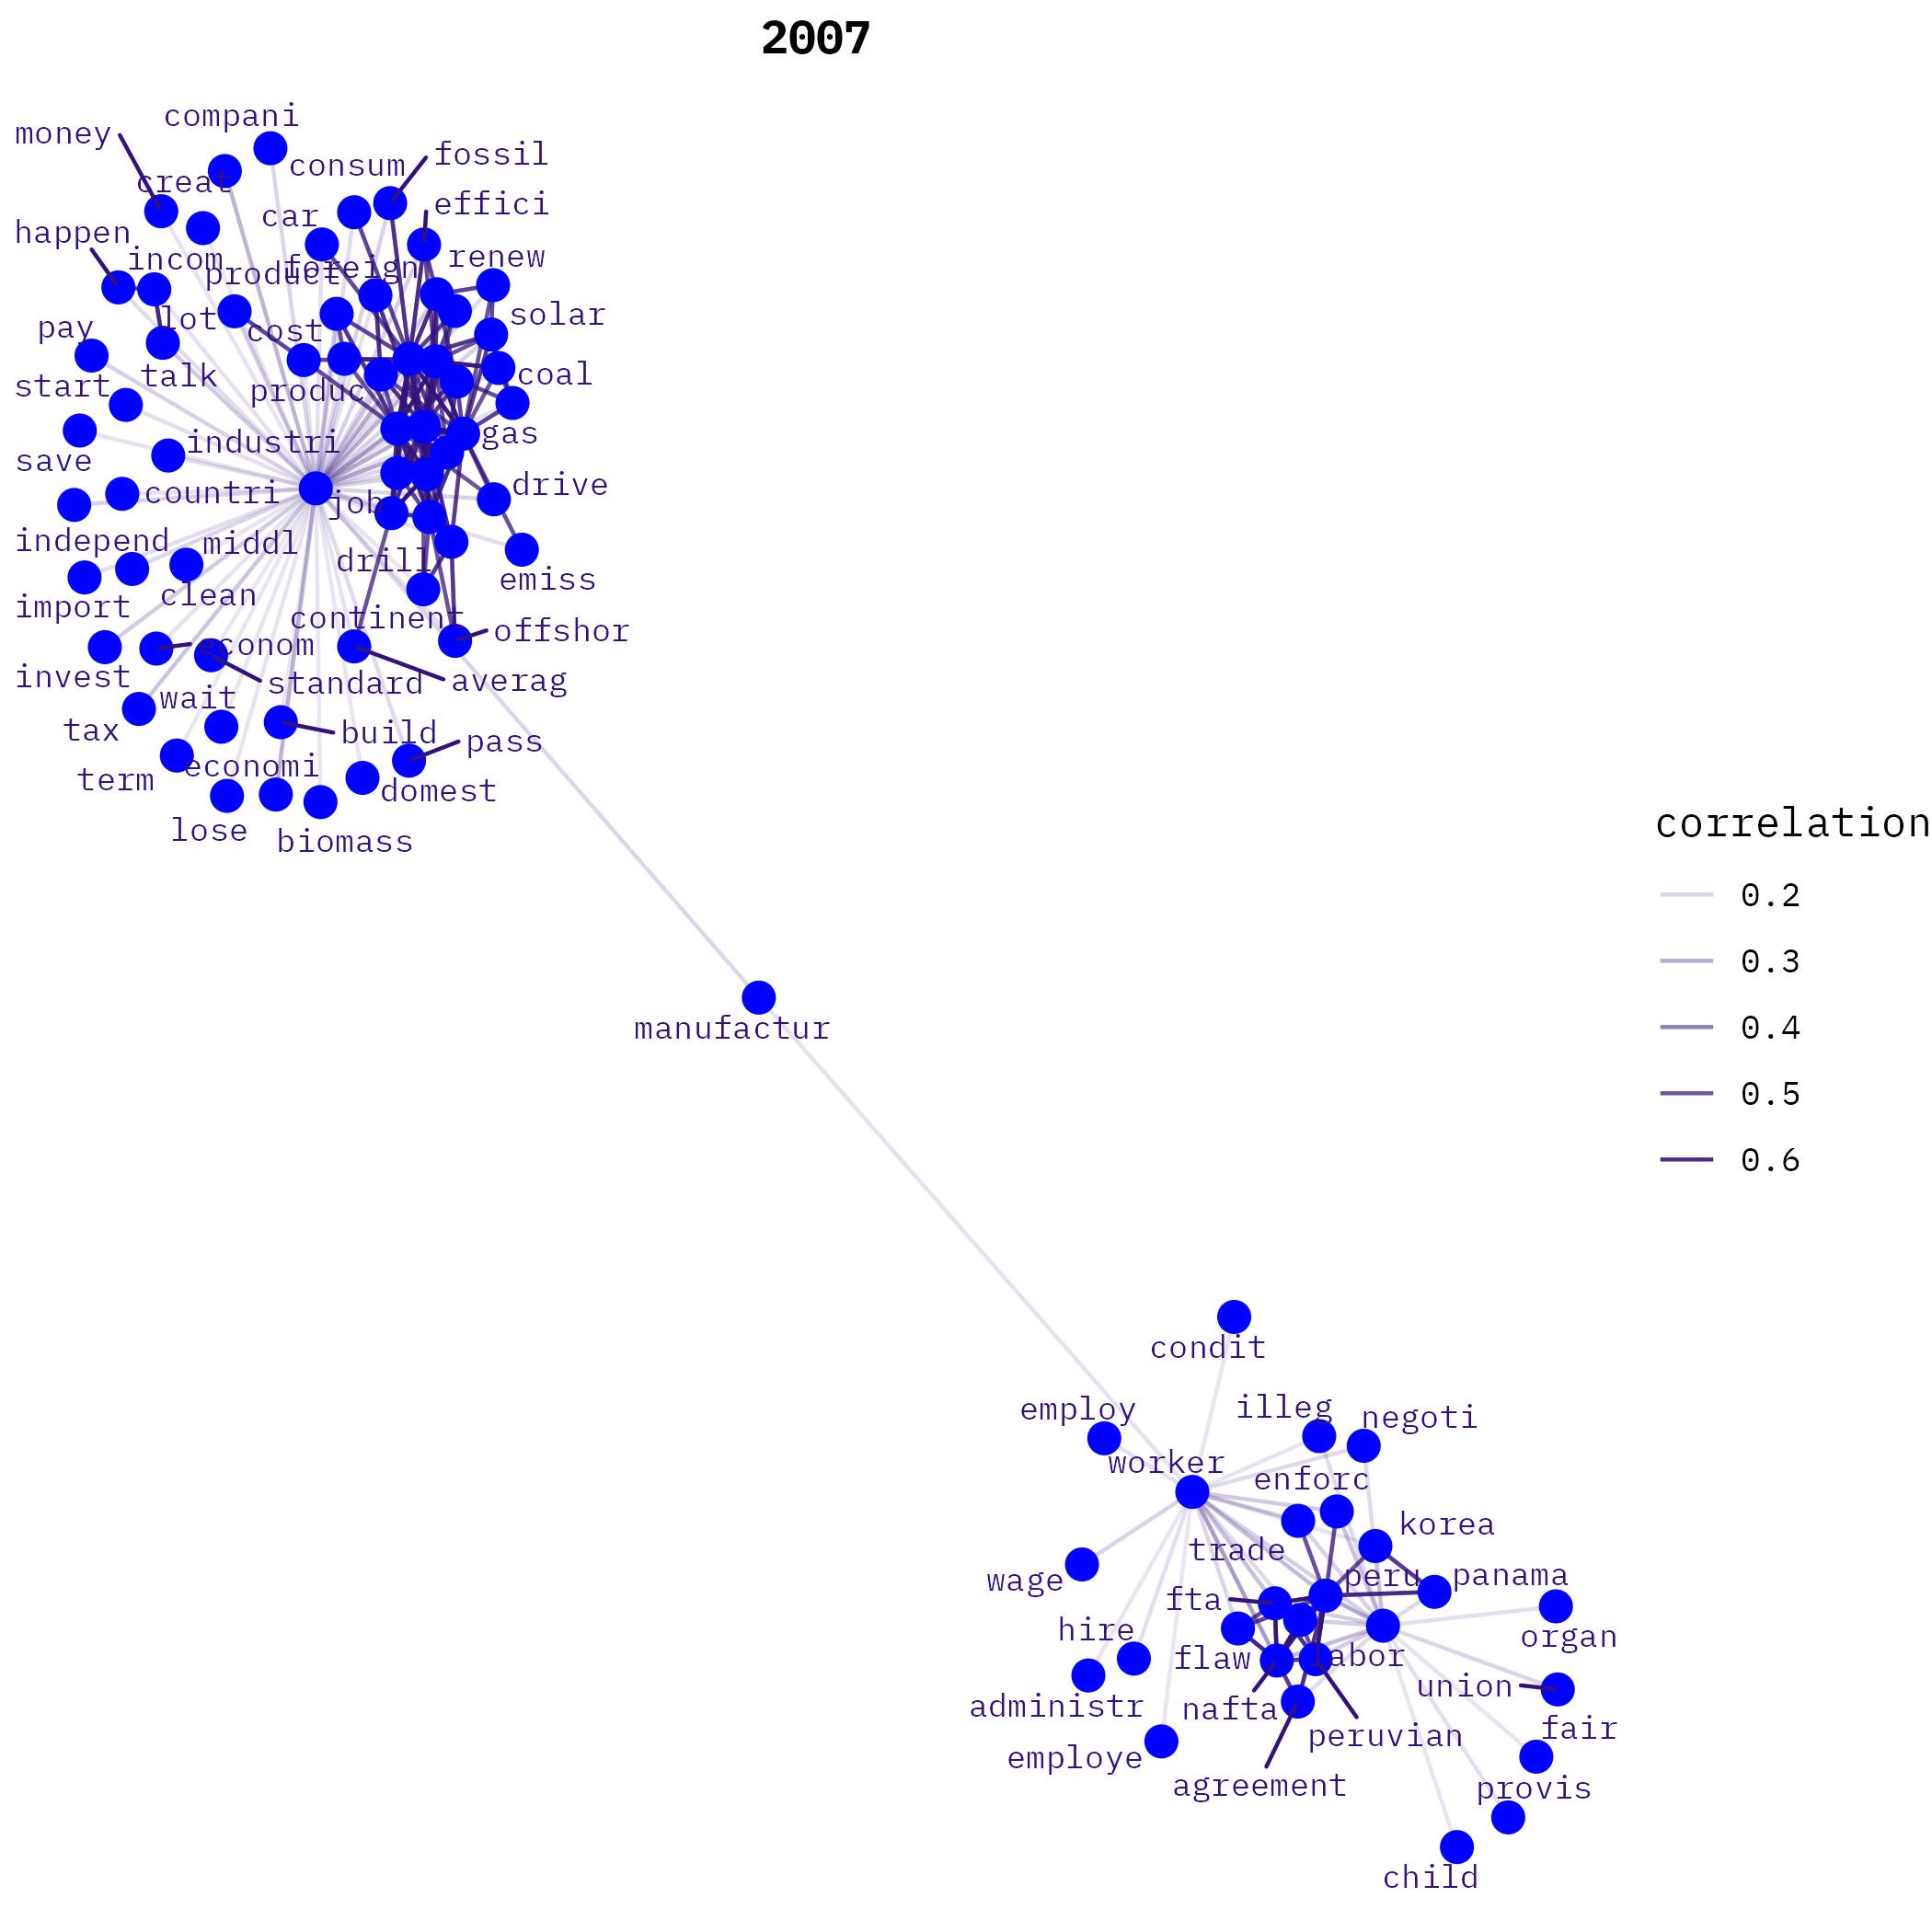 2007
compani
money
consum
fossil
creat
effici
car
happen
incom
renew
product
foreign
solar
lot
cost
pay
talk
coal
start
produc
gas
industri
save
drive
countri
job
independ
middl
drill
emiss
clean
import
continent
offshor
econom
invest
standard
averag
wait
tax
build
pass
economi
term
domest
lose
biomass
correlation
0.2
0.3
0.4
0.5
0.6
manufactur
condit
employ
illeg
negoti
worker
enforc
korea
trade
wage
peru
panama
fta
hire
organ
flaw
labor
union
administr
nafta
fair
peruvian
employe
agreement
provis
child